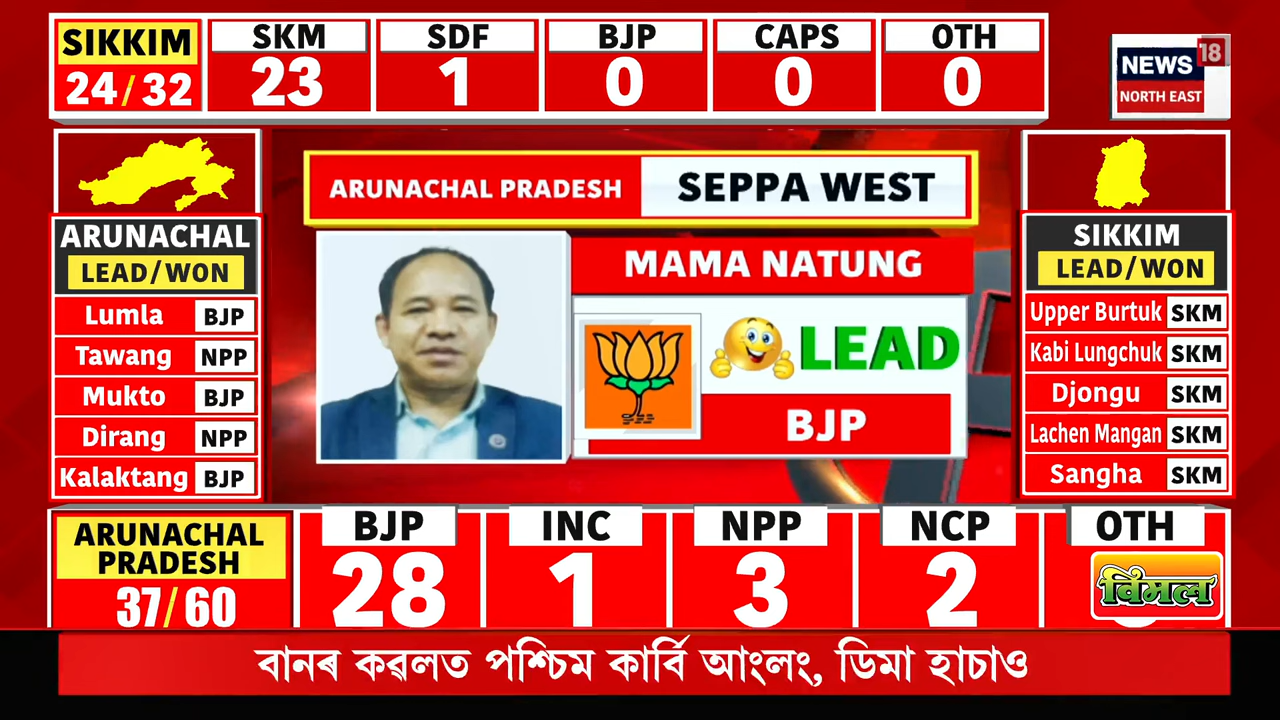 SIKKIM
24/32
SKM
23
SDF
1
BJP
0
CAPS
0
OTH
0
NEWS 18
NORTH EAST
ARUNACHAL
LEAD/WON
Lumla BJP
Tawang NPP
Mukto BJP
Dirang NPP
Kalaktang BJP
ARUNACHAL PRADESH SEPPA WEST
MAMA NATUNG
LEAD
BJP
SIKKIM
LEAD/WON
Upper Burtuk SKM
Kabi Lungchuk SKM
Djongu SKM
Lachen Mangan SKM
Sangha SKM
ARUNACHAL
PRADESH
37/60
BJP
28
INC
1
NPP
3
NCP
2
OTH
विमल
বানৰ কৱলত পশ্চিম কাৰ্বি আংলং, ডিমা হাচাও